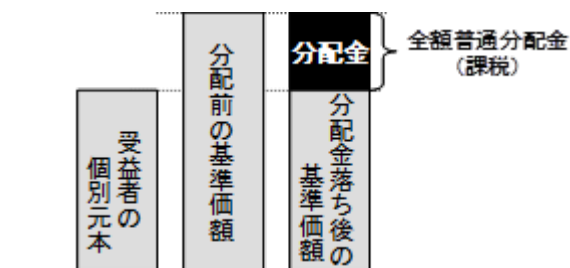 受益者の
個別元本
分配前の基準価額
分配金
分配金落ち後の
基準価額
全額普通分配金
（課税）